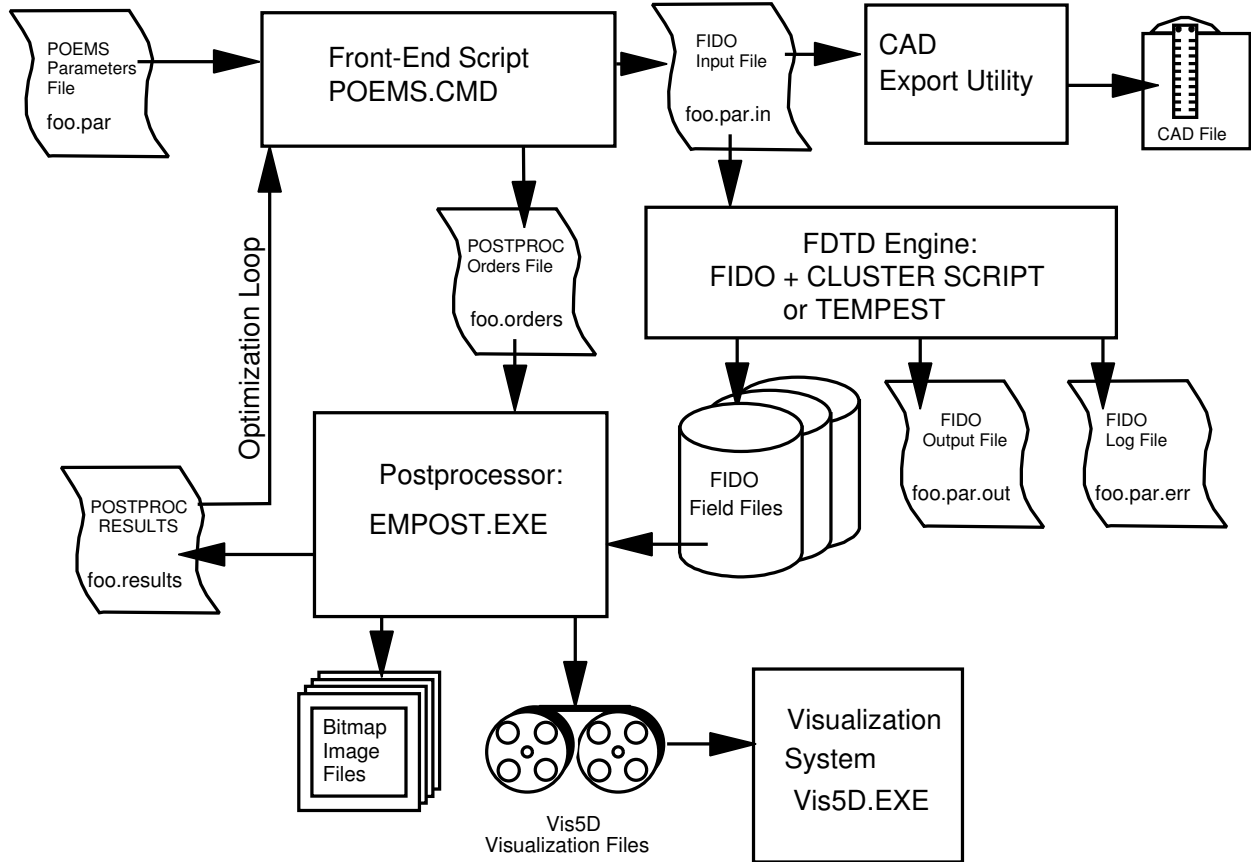 POEMS
Parameters
File
foo.par
Front-End Script
POEMS.CMD
FIDO
Input File
foo.par.in
CAD
Export Utility
CAD File
Optimization Loop
POSTPROC
Orders File
foo.orders
FDTD Engine:
FIDO + CLUSTER SCRIPT
or TEMPEST
FIDO
Field Files
FIDO
Output File
foo.par.out
FIDO
Log File
foo.par.err
Postprocessor:
EMPOST.EXE
POSTPROC
RESULTS
foo.results
Bitmap
Image
Files
Vis5D
Visualization Files
Visualization
System
Vis5D.EXE